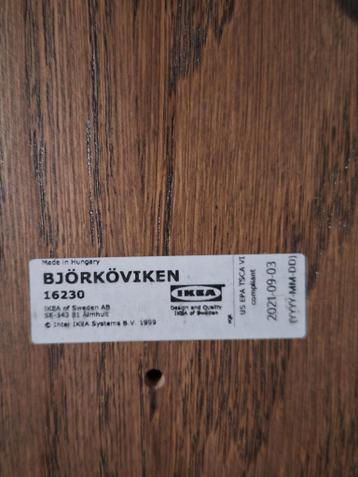 Made in Hungary
BJÖRKÖVIKEN
16230
IKEA of Sweden AB
SE-343 81 Älmhult
© Inter IKEA Systems B.V. 1999
IKEA
Design and Quality
IKEA of Sweden
US EPA TSCA VI
compliant
2021-09-03
(YYYY-MM-DD)